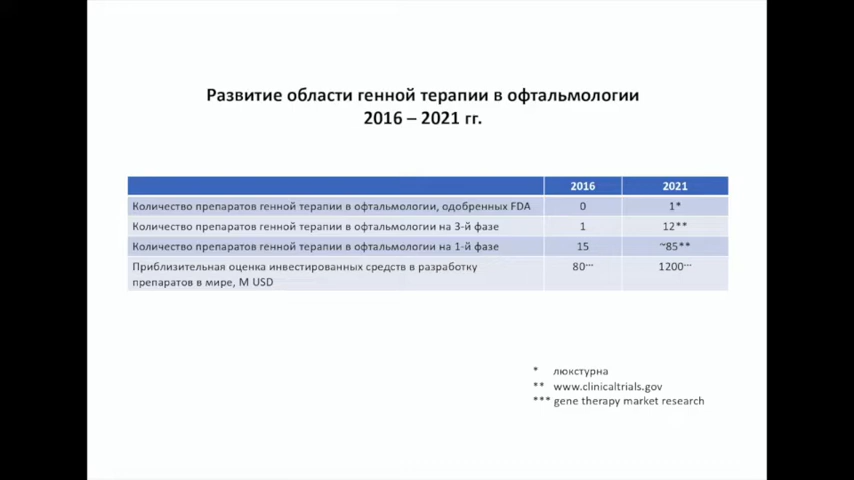 Развитие области генной терапии в офтальмологии
2016 – 2021 гг.
2016 2021
Количество препаратов генной терапии в офтальмологии, одобренных FDA 0 1*
Количество препаратов генной терапии в офтальмологии на 3-й фазе 1 12**
Количество препаратов генной терапии в офтальмологии на 1-й фазе 15 ~85**
Приблизительная оценка инвестированных средств в разработку 80*** 1200***
препаратов в мире, M USD
* люкстурна
** www.clinicaltrials.gov
*** gene therapy market research